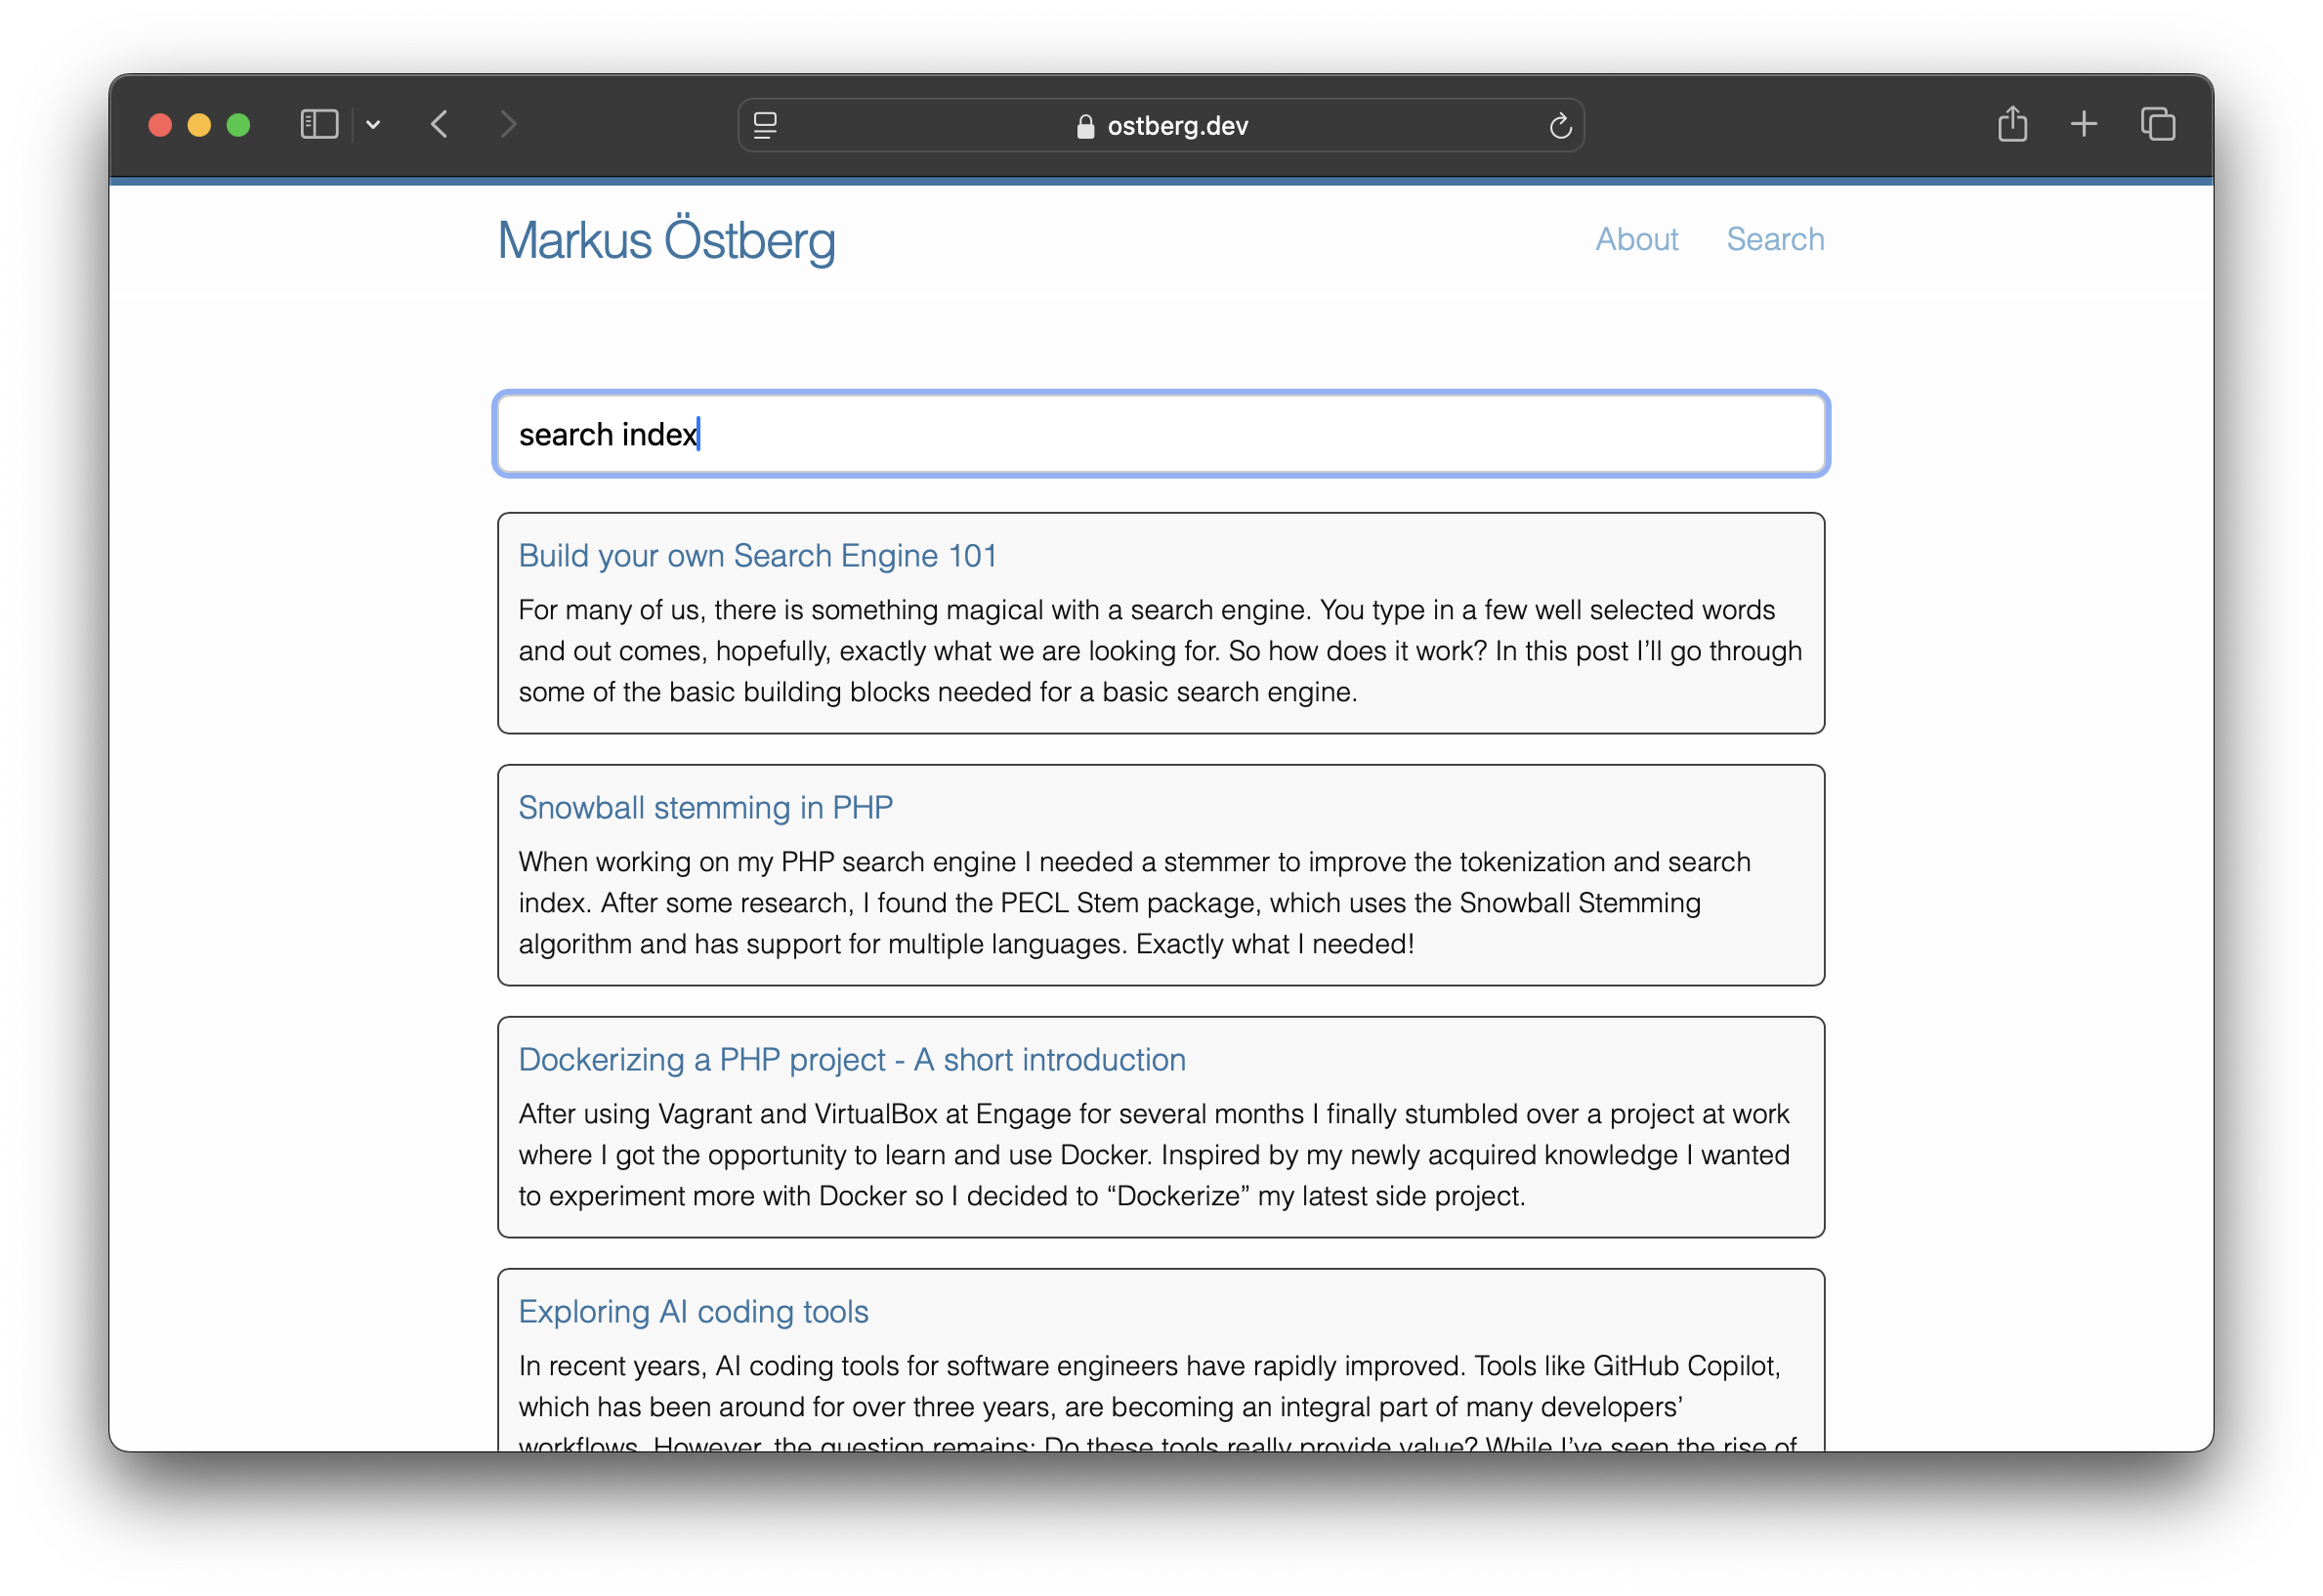 ostberg.dev
Markus Östberg
About Search
search index
Build your own Search Engine 101
For many of us, there is something magical with a search engine. You type in a few well selected words
and out comes, hopefully, exactly what we are looking for. So how does it work? In this post I’ll go through
some of the basic building blocks needed for a basic search engine.
Snowball stemming in PHP
When working on my PHP search engine I needed a stemmer to improve the tokenization and search
index. After some research, I found the PECL Stem package, which uses the Snowball Stemming
algorithm and has support for multiple languages. Exactly what I needed!
Dockerizing a PHP project - A short introduction
After using Vagrant and VirtualBox at Engage for several months I finally stumbled over a project at work
where I got the opportunity to learn and use Docker. Inspired by my newly acquired knowledge I wanted
to experiment more with Docker so I decided to “Dockerize” my latest side project.
Exploring AI coding tools
In recent years, AI coding tools for software engineers have rapidly improved. Tools like GitHub Copilot,
which has been around for over three years, are becoming an integral part of many developers’
workflows. However, the question remains: Do these tools really provide value? While I’ve seen the rise of